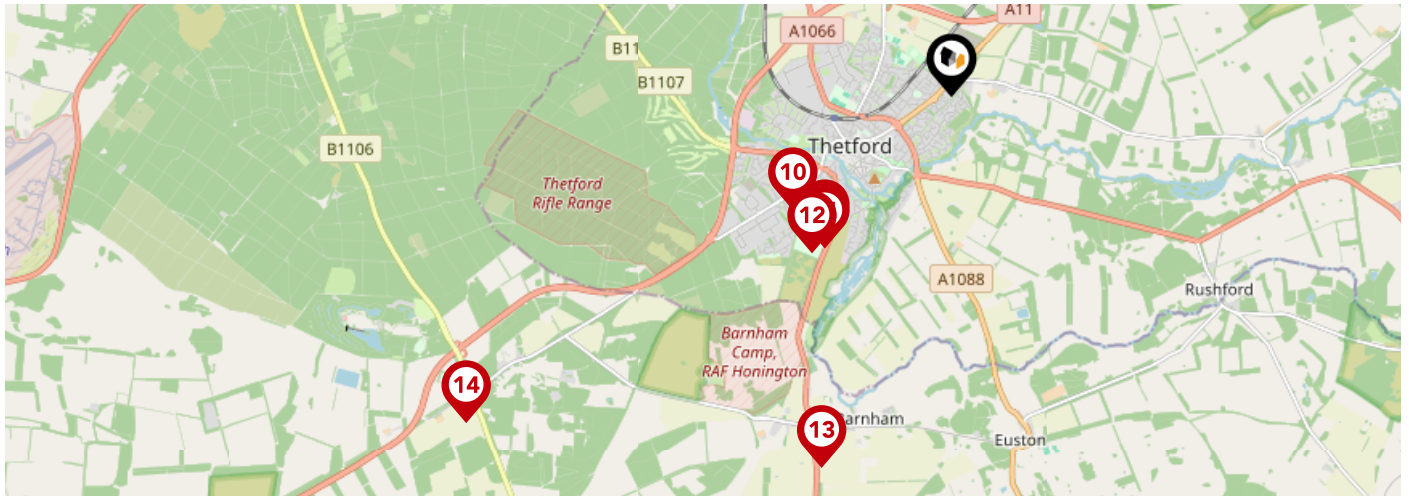 A11
A1066
B11
B1107
Thetford
B1106
10
Thetford
Rifle Range
12
A1088
Rushford
Barnham
Camp,
RAF Honington
14
13
Barnham
Euston